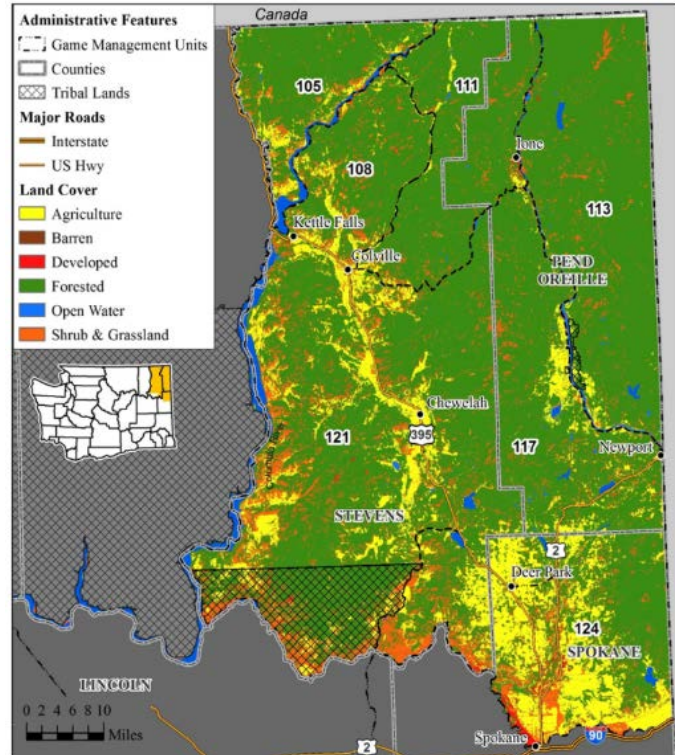 Administrative Features
Game Management Units
Counties
Tribal Lands
Major Roads
Interstate
US Hwy
Land Cover
Agriculture
Barren
Developed
Forested
Open Water
Shrub & Grassland
Canada
105
111
108
Ione
113
Kettle Falls
Colville
PEND
OREILLE
Chewelah
121
395
117
Newport
STEVENS
2
Deer Park
124
SPOKANE
LINCOLN
0 2 4 6 8 10
Miles
Spokane
90
2